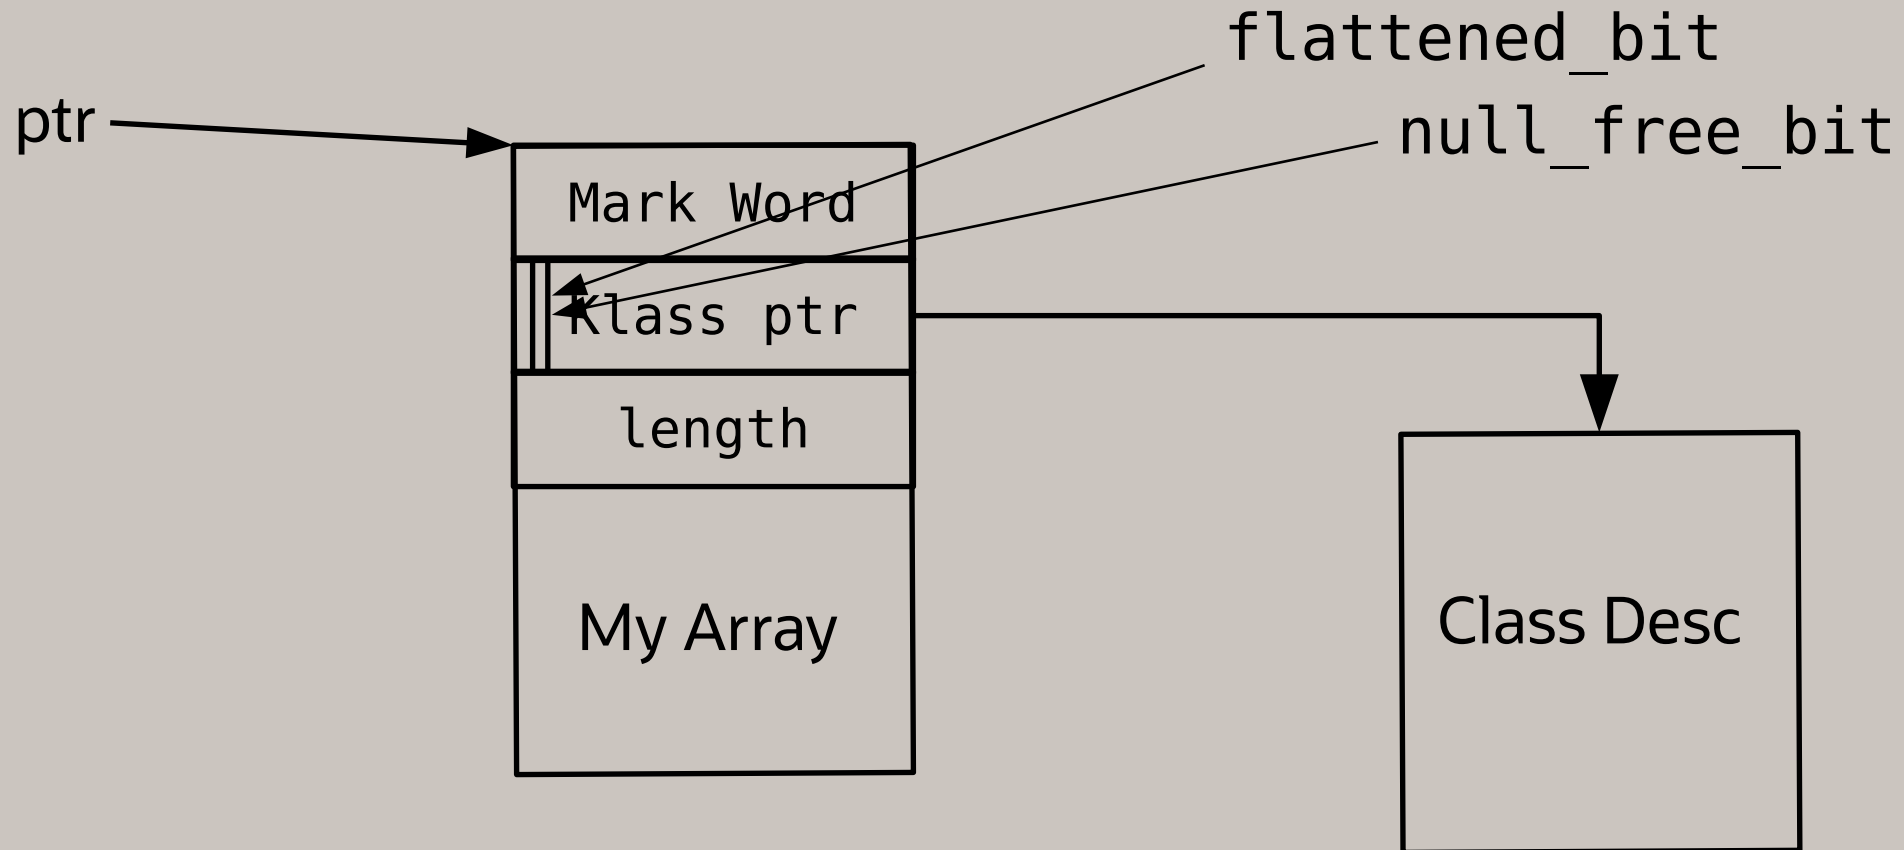 flattened_bit
ptr
null_free_bit
Mark Word
Klass ptr
length
My Array
Class Desc